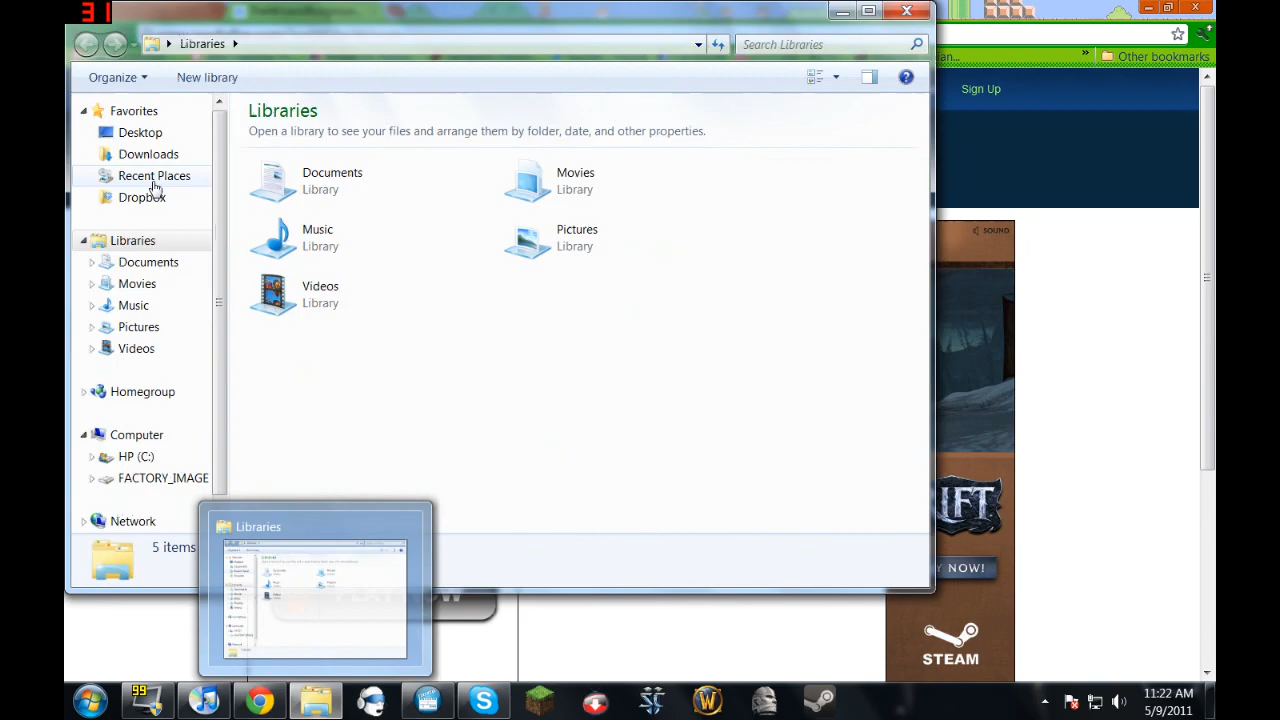 31
Libraries
Search Libraries
an...
»
Other bookmarks
Organize
New library
Sign Up
Favorites
Desktop
Downloads
Recent Places
Dropbox
Libraries
Documents
Movies
Music
Pictures
Videos
Homegroup
Computer
HP (C:)
FACTORY_IMAGE
Network
Libraries
Open a library to see your files and arrange them by folder, date, and other properties.
Documents
Library
Movies
Library
Music
Library
Pictures
Library
Videos
Library
SOUND
5 items
Libraries
NOW!
STEAM
99
11:22 AM
5/9/2011